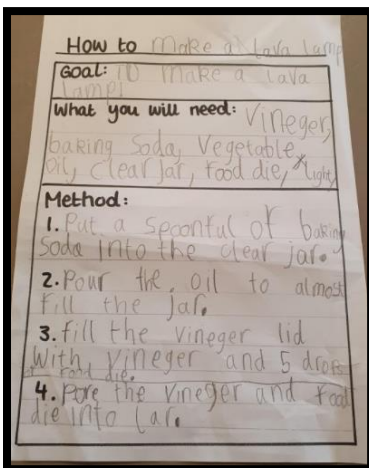 How to Make a lava lamp
Goal: To make a lava
lamp!
What you will need: Vineger,
baking Soda, Vegetable
Oil, Clear jar, Food die, *Light
Method:
1. Put a spoonful of baking
Soda into the clear jar.
2. Pour the oil to almost
fill the jar.
3. fill the vineger lid
With vineger and 5 drops
of food die.
4. Pore the vineger and food
die into jar.